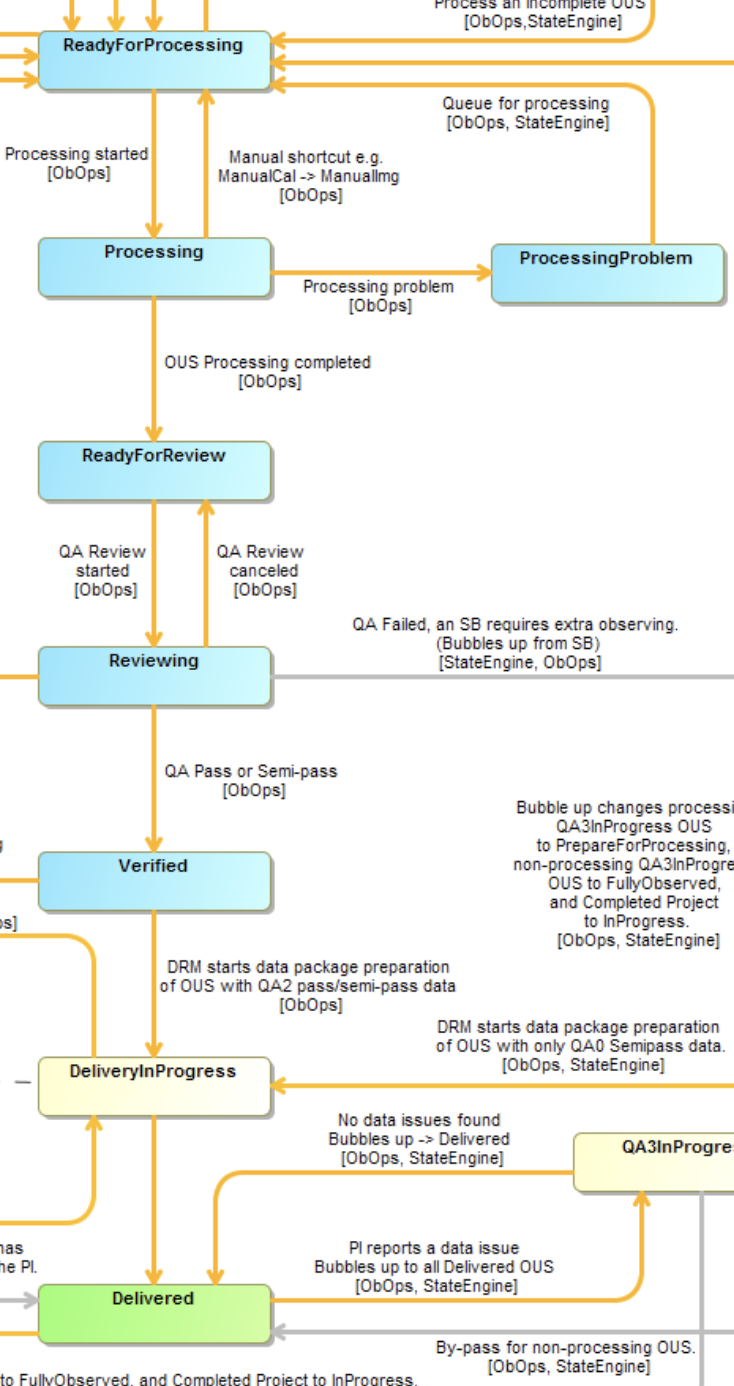 Process an incomplete OUS
[ObOps,StateEngine]
ReadyForProcessing
Queue for processing
[ObOps, StateEngine]
Processing started
[ObOps]
Manual shortcut e.g.
ManualCal -> ManualImg
[ObOps]
Processing
ProcessingProblem
Processing problem
[ObOps]
OUS Processing completed
[ObOps]
ReadyForReview
QA Review
started
[ObOps]
QA Review
canceled
[ObOps]
QA Failed, an SB requires extra observing.
(Bubbles up from SB)
[StateEngine, ObOps]
Reviewing
QA Pass or Semi-pass
[ObOps]
Bubble up changes processi
QA3InProgress OUS
to PrepareForProcessing,
non-processing QA3InProgre
OUS to FullyObserved,
and Completed Project
to InProgress.
[ObOps, StateEngine]
g
Verified
os]
DRM starts data package preparation
of OUS with QA2 pass/semi-pass data
[ObOps]
DRM starts data package preparation
of OUS with only QA0 Semipass data.
[ObOps, StateEngine]
DeliveryInProgress
No data issues found
Bubbles up -> Delivered
[ObOps, StateEngine]
QA3InProgre
has
he PI.
PI reports a data issue
Bubbles up to all Delivered OUS
[ObOps, StateEngine]
Delivered
By-pass for non-processing OUS.
[ObOps, StateEngine]
to FullyObserved, and Completed Project to InProgress.